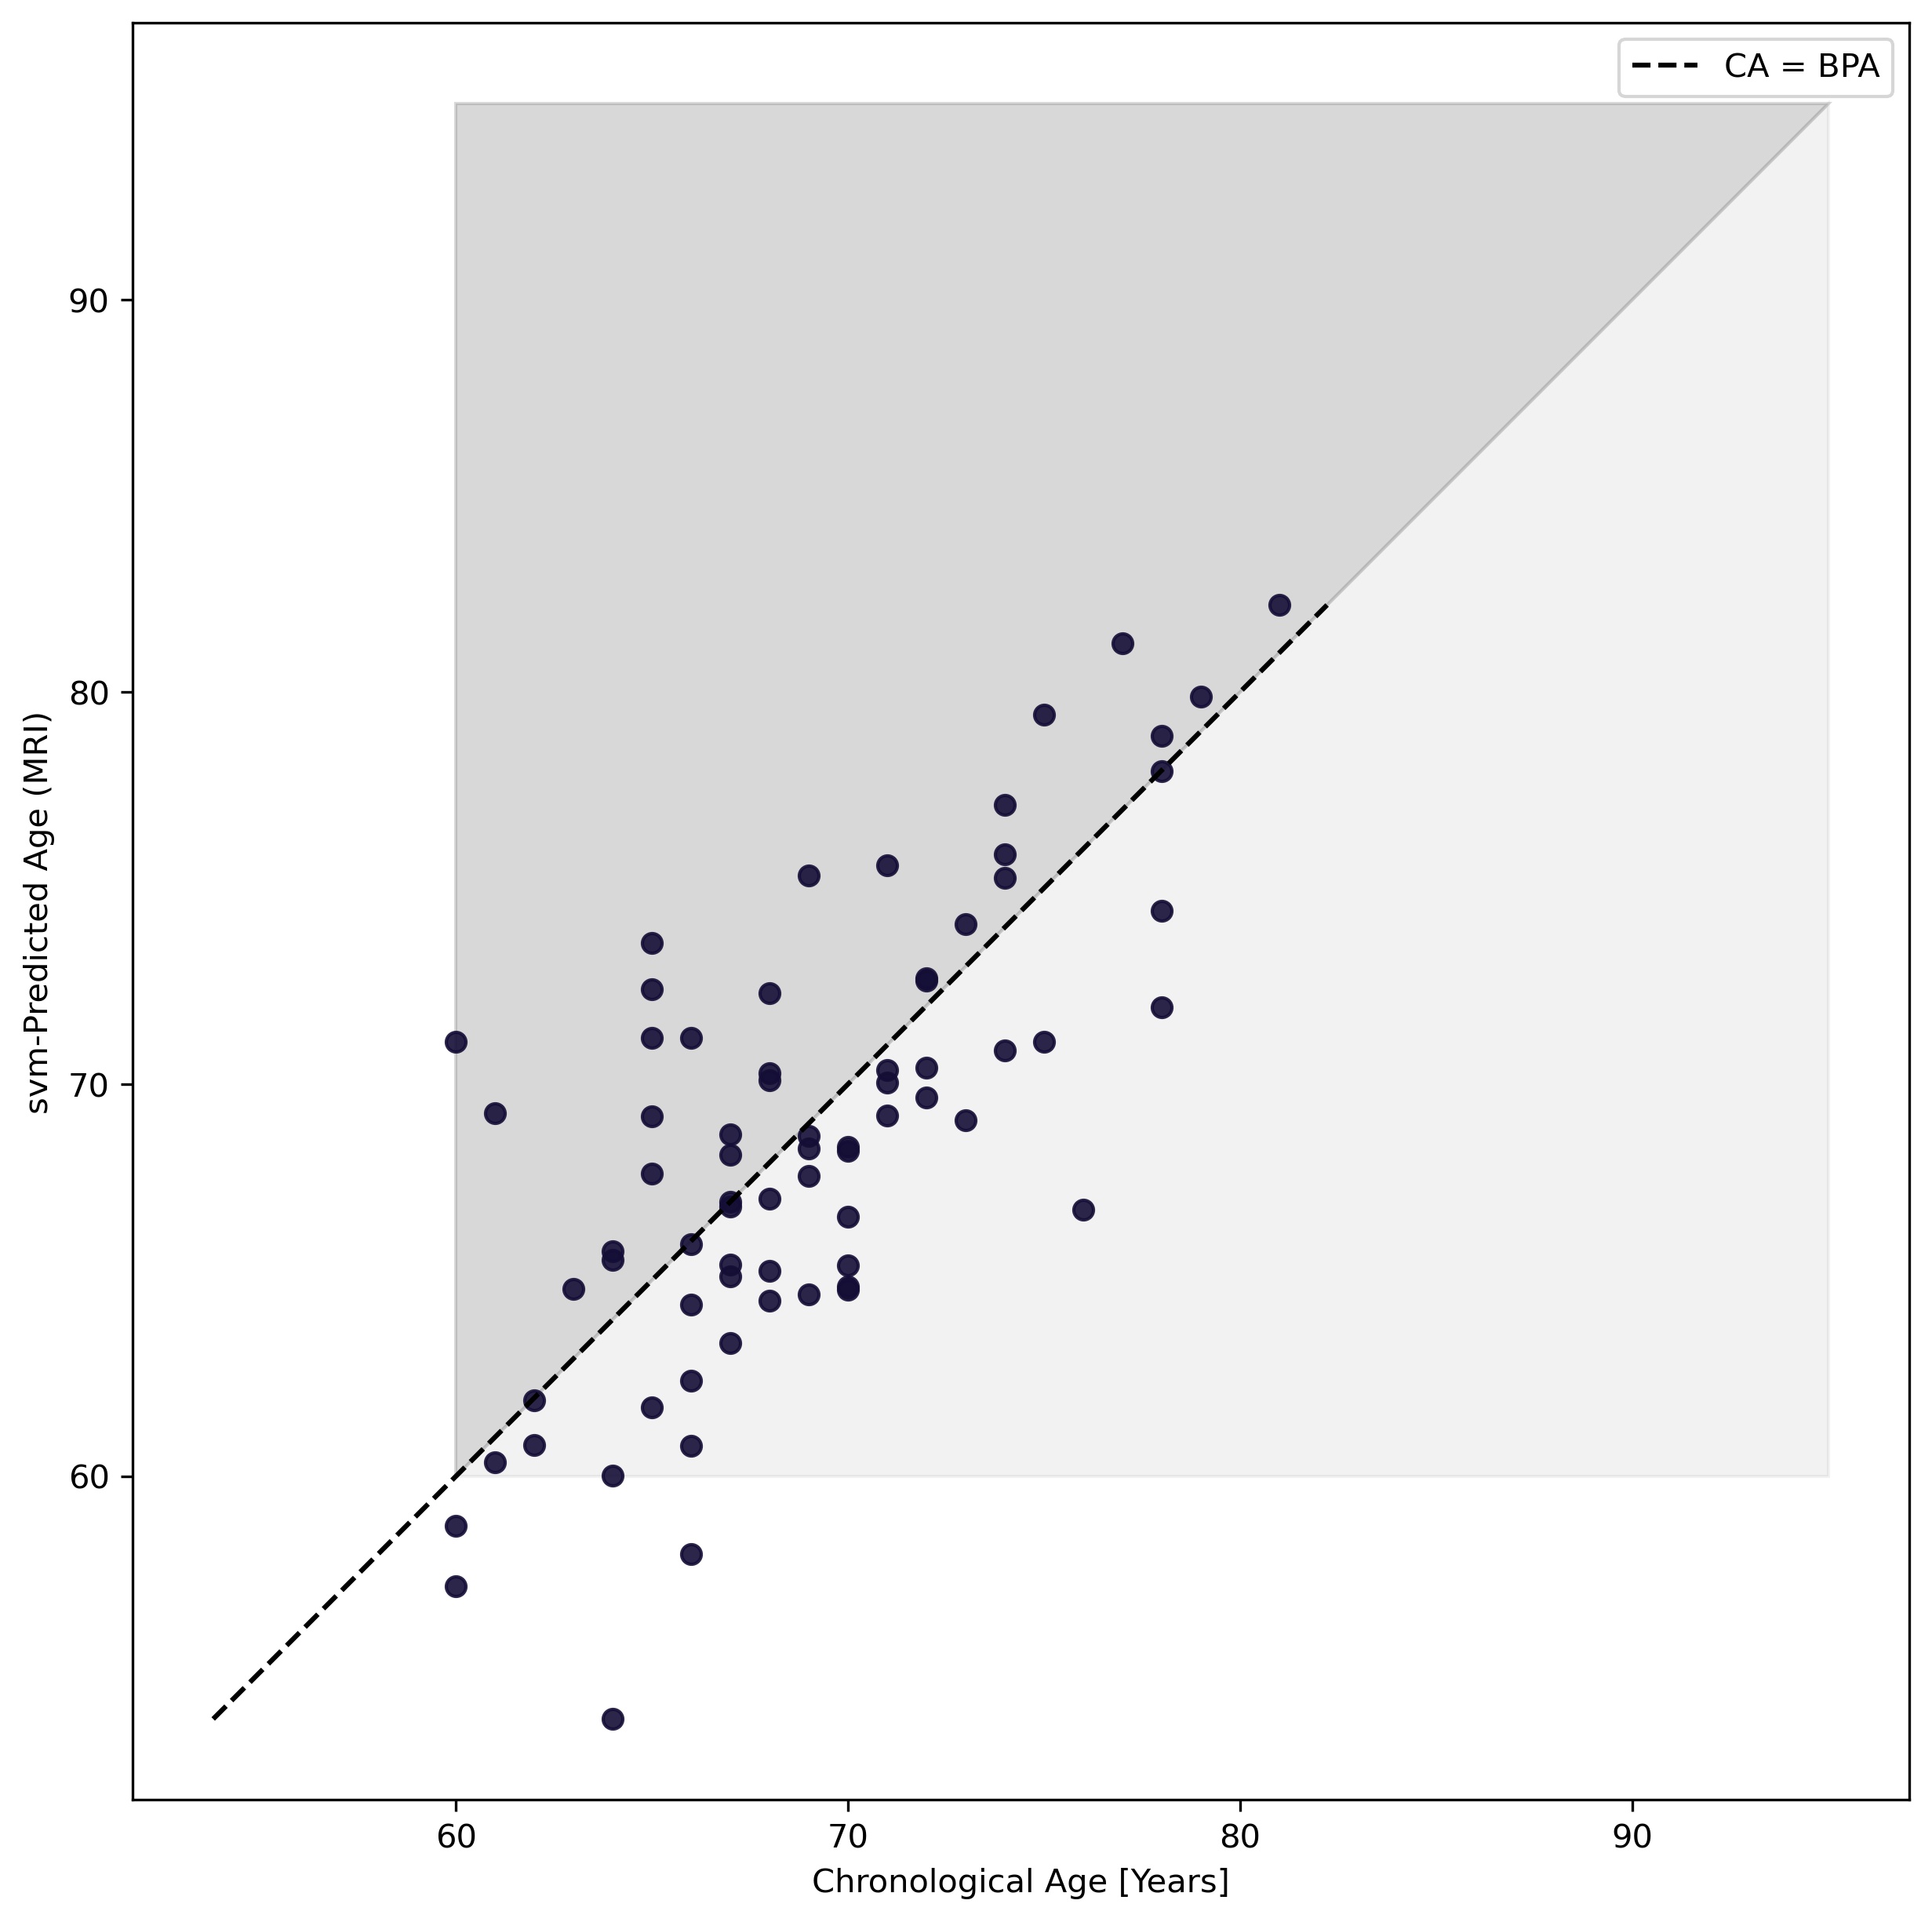 CA = BPA
90
80
70
60
svm-Predicted Age (MRI)
60 70 80 90
Chronological Age [Years]